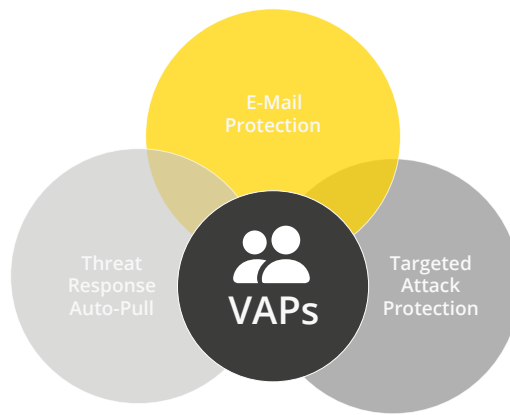 E-Mail
Protection
Threat
Response
Auto-Pull
Targeted
Attack
Protection
VAPs